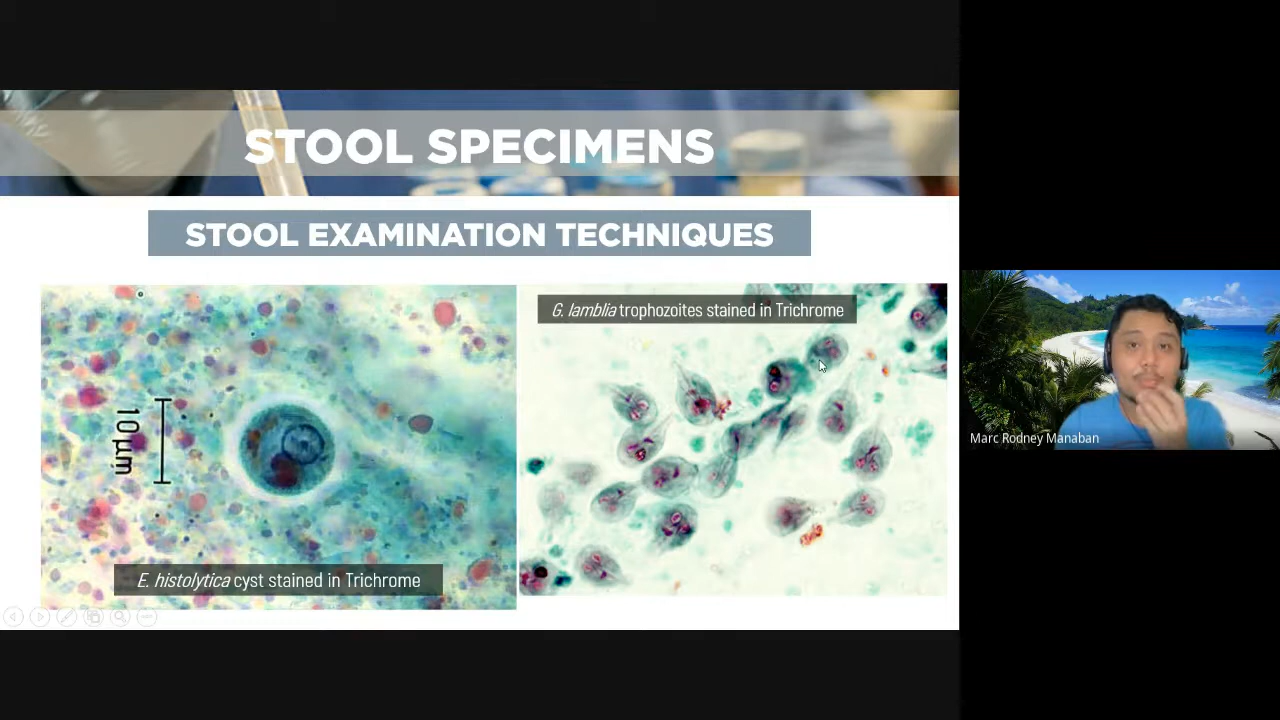 STOOL SPECIMENS
STOOL EXAMINATION TECHNIQUES
10 µm
E. histolytica cyst stained in Trichrome
G. lamblia trophozoites stained in Trichrome
Marc Rodney Manaban